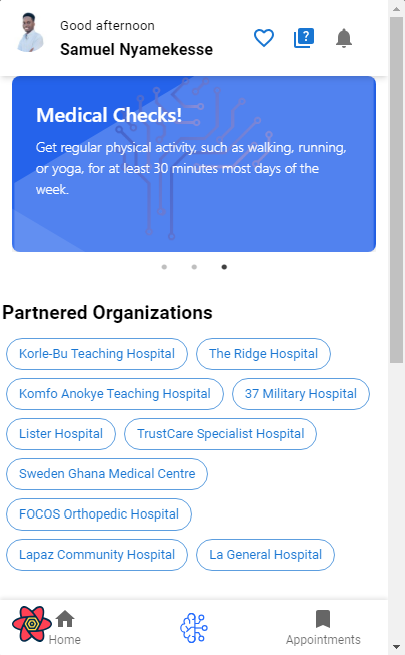 Good afternoon
Samuel Nyamekesse
Medical Checks!
Get regular physical activity, such as walking, running,
or yoga, for at least 30 minutes most days of the
week.
Partnered Organizations
Korle-Bu Teaching Hospital
The Ridge Hospital
Komfo Anokye Teaching Hospital
37 Military Hospital
Lister Hospital
TrustCare Specialist Hospital
Sweden Ghana Medical Centre
FOCOS Orthopedic Hospital
Lapaz Community Hospital
La General Hospital
Home
Appointments